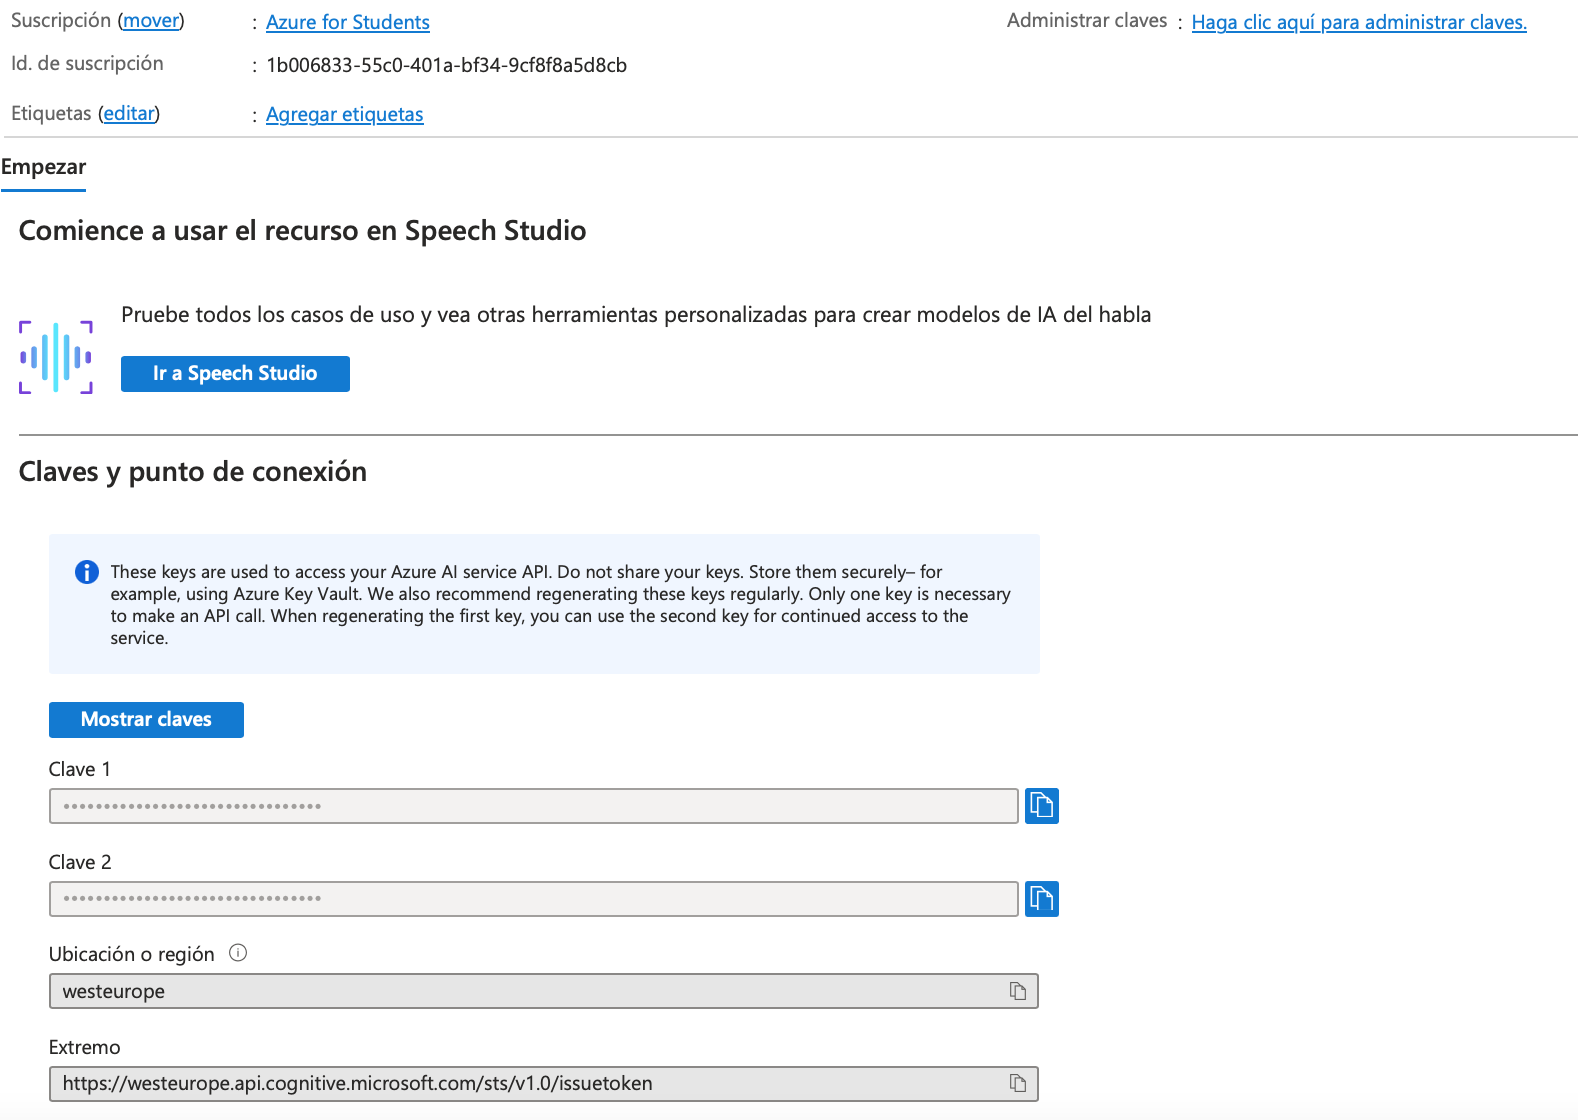 Suscripción (mover) : Azure for Students
Administrar claves : Haga clic aquí para administrar claves.
Id. de suscripción : 1b006833-55c0-401a-bf34-9cf8f8a5d8cb
Etiquetas (editar) : Agregar etiquetas
Empezar
Comience a usar el recurso en Speech Studio
Pruebe todos los casos de uso y vea otras herramientas personalizadas para crear modelos de IA del habla
Ir a Speech Studio
Claves y punto de conexión
These keys are used to access your Azure AI service API. Do not share your keys. Store them securely– for
example, using Azure Key Vault. We also recommend regenerating these keys regularly. Only one key is necessary
to make an API call. When regenerating the first key, you can use the second key for continued access to the
service.
Mostrar claves
Clave 1
••••••••••••••••••••••••••••••••
Clave 2
••••••••••••••••••••••••••••••••
Ubicación o región
westeurope
Extremo
https://westeurope.api.cognitive.microsoft.com/sts/v1.0/issuetoken